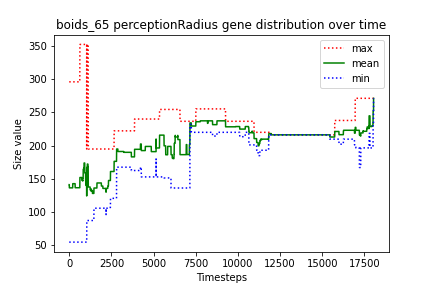 boids_65 perceptionRadius gene distribution over time
max
mean
min
350
300
250
200
150
100
50
Size value
0
2500
5000
7500
10000
12500
15000
17500
Timesteps